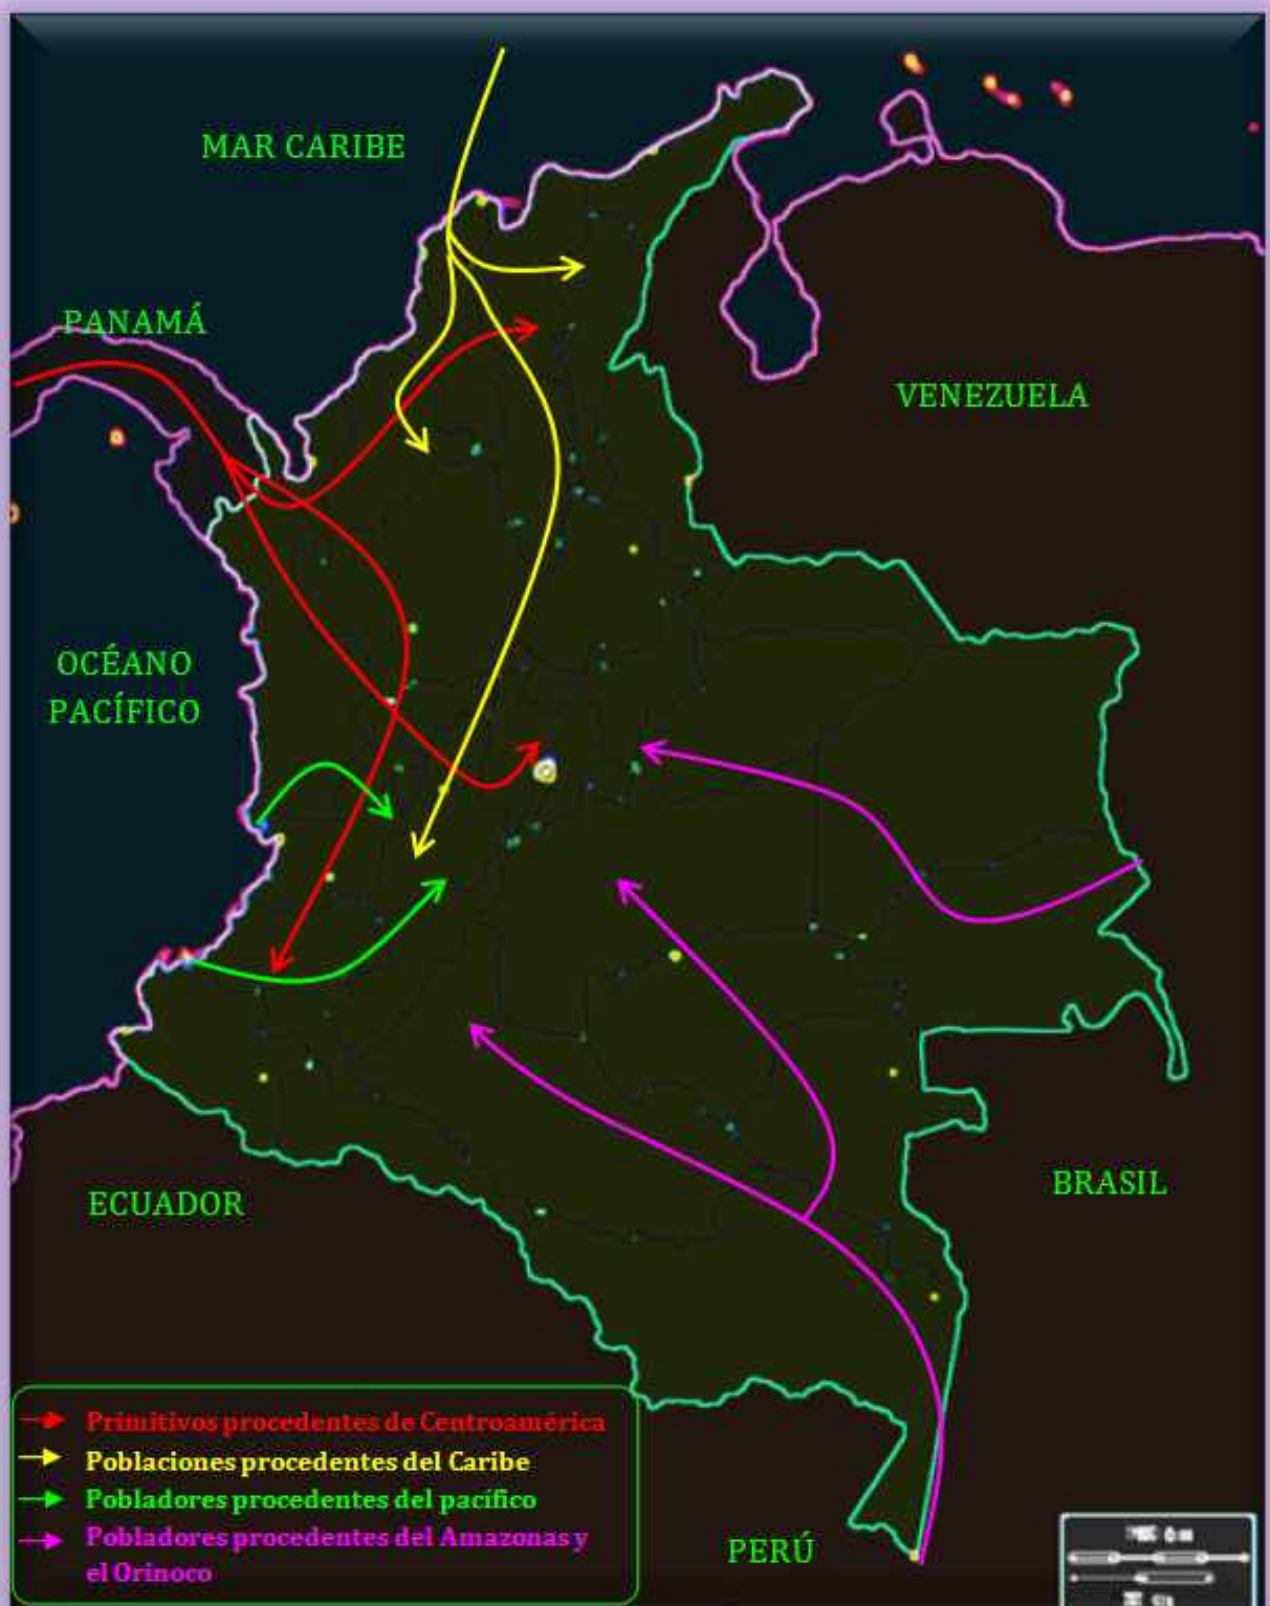 MAR CARIBE
PANAMÁ
VENEZUELA
OCÉANO
PACÍFICO
ECUADOR
BRASIL
PERÚ
Primitivos procedentes de Centroamérica
Poblaciones procedentes del Caribe
Pobladores procedentes del pacífico
Pobladores procedentes del Amazonas y
el Orinoco